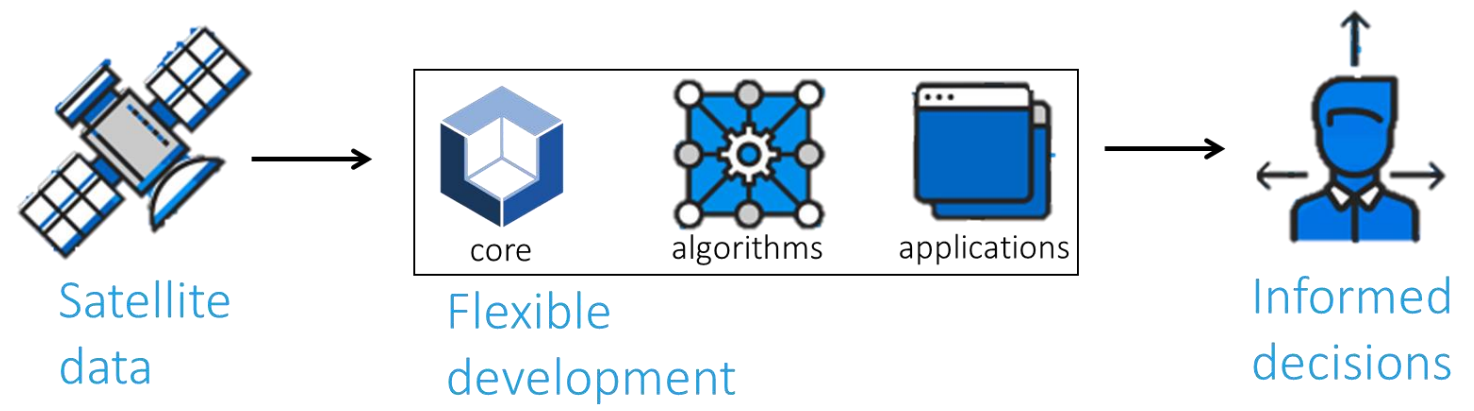 core
algorithms
applications
Satellite
data
Flexible
development
Informed
decisions